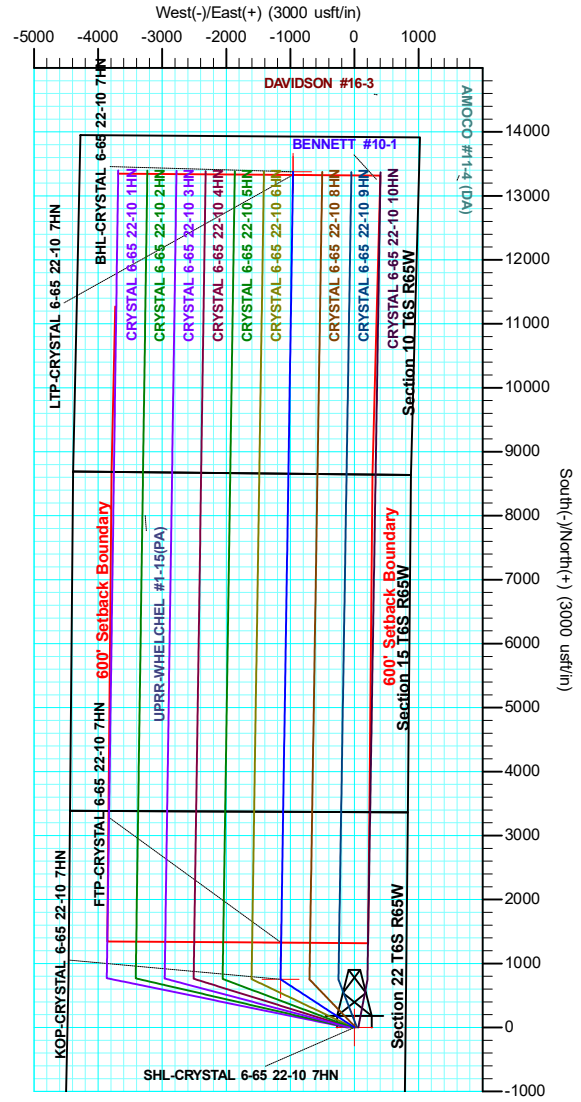 West(-)/East(+) (3000 usft/in)
-5000
-4000
-3000
-2000
-1000
0
1000
DAVIDSON #16-3
AMOCO #11-4 (DA)
BENNETT #10-1
BHL-CRYSTAL 6-65 22-10 7HN
LTP-CRYSTAL 6-65 22-10 7HN
CRYSTAL 6-65 22-10 1HN
CRYSTAL 6-65 22-10 2HN
CRYSTAL 6-65 22-10 3HN
CRYSTAL 6-65 22-10 4HN
CRYSTAL 6-65 22-10 5HN
CRYSTAL 6-65 22-10 6HN
CRYSTAL 6-65 22-10 8HN
CRYSTAL 6-65 22-10 9HN
CRYSTAL 6-65 22-10 10HN
Section 10 T6S R65W
600' Setback Boundary
UPRR-WHELCHEL #1-15(PA)
600' Setback Boundary
Section 15 T6S R65W
FTP-CRYSTAL 6-65 22-10 7HN
KOP-CRYSTAL 6-65 22-10 7HN
Section 22 T6S R65W
SHL-CRYSTAL 6-65 22-10 7HN
14000
13000
12000
11000
10000
9000
8000
7000
6000
5000
4000
3000
2000
1000
0
-1000
South(-)/North(+) (3000 usft/in)